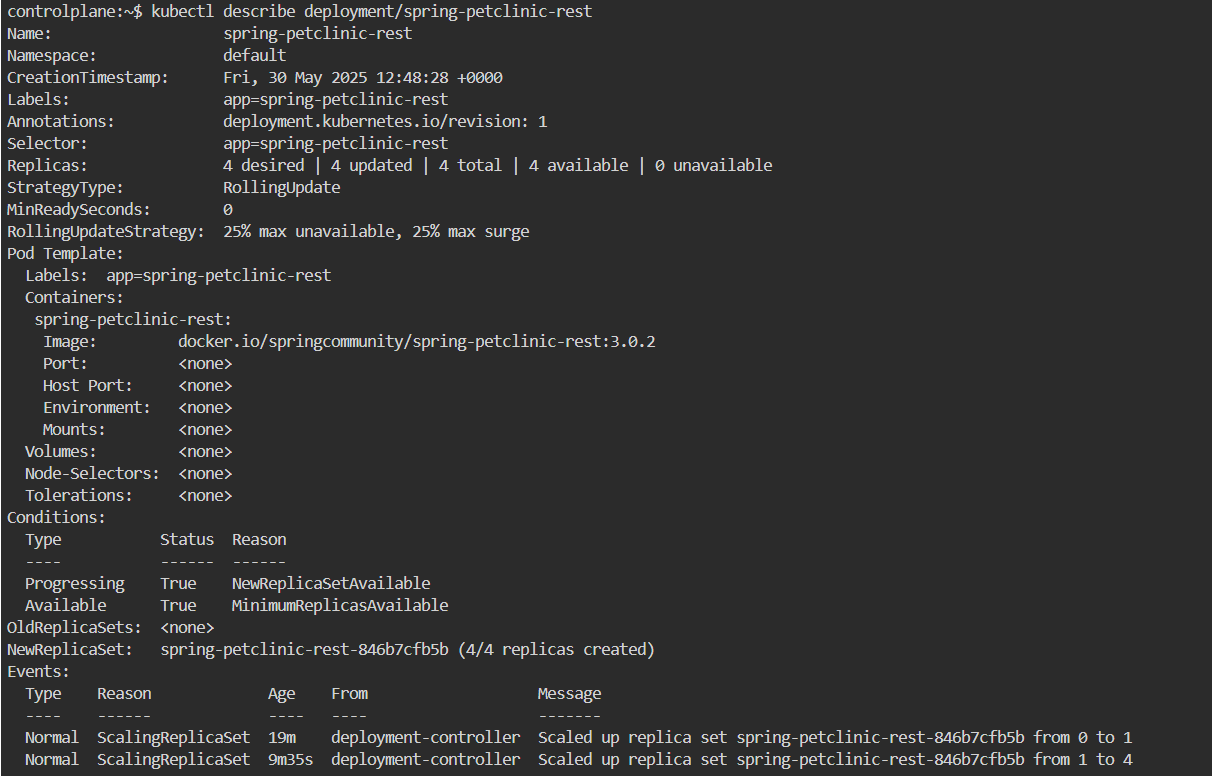 controlplane:~$ kubectl describe deployment/spring-petclinic-rest
Name:                   spring-petclinic-rest
Namespace:              default
CreationTimestamp:      Fri, 30 May 2025 12:48:28 +0000
Labels:                 app=spring-petclinic-rest
Annotations:            deployment.kubernetes.io/revision: 1
Selector:               app=spring-petclinic-rest
Replicas:               4 desired | 4 updated | 4 total | 4 available | 0 unavailable
StrategyType:           RollingUpdate
MinReadySeconds:        0
RollingUpdateStrategy:  25% max unavailable, 25% max surge
Pod Template:
  Labels:  app=spring-petclinic-rest
  Containers:
   spring-petclinic-rest:
    Image:         docker.io/springcommunity/spring-petclinic-rest:3.0.2
    Port:          <none>
    Host Port:     <none>
    Environment:   <none>
    Mounts:        <none>
  Volumes:         <none>
  Node-Selectors:  <none>
  Tolerations:     <none>
Conditions:
  Type           Status  Reason
  ----           ------  ------
  Progressing    True    NewReplicaSetAvailable
  Available      True    MinimumReplicasAvailable
OldReplicaSets:  <none>
NewReplicaSet:   spring-petclinic-rest-846b7cfb5b (4/4 replicas created)
Events:
  Type    Reason             Age    From                   Message
  ----    ------             ----   ----                   -------
  Normal  ScalingReplicaSet  19m    deployment-controller  Scaled up replica set spring-petclinic-rest-846b7cfb5b from 0 to 1
  Normal  ScalingReplicaSet  9m35s  deployment-controller  Scaled up replica set spring-petclinic-rest-846b7cfb5b from 1 to 4